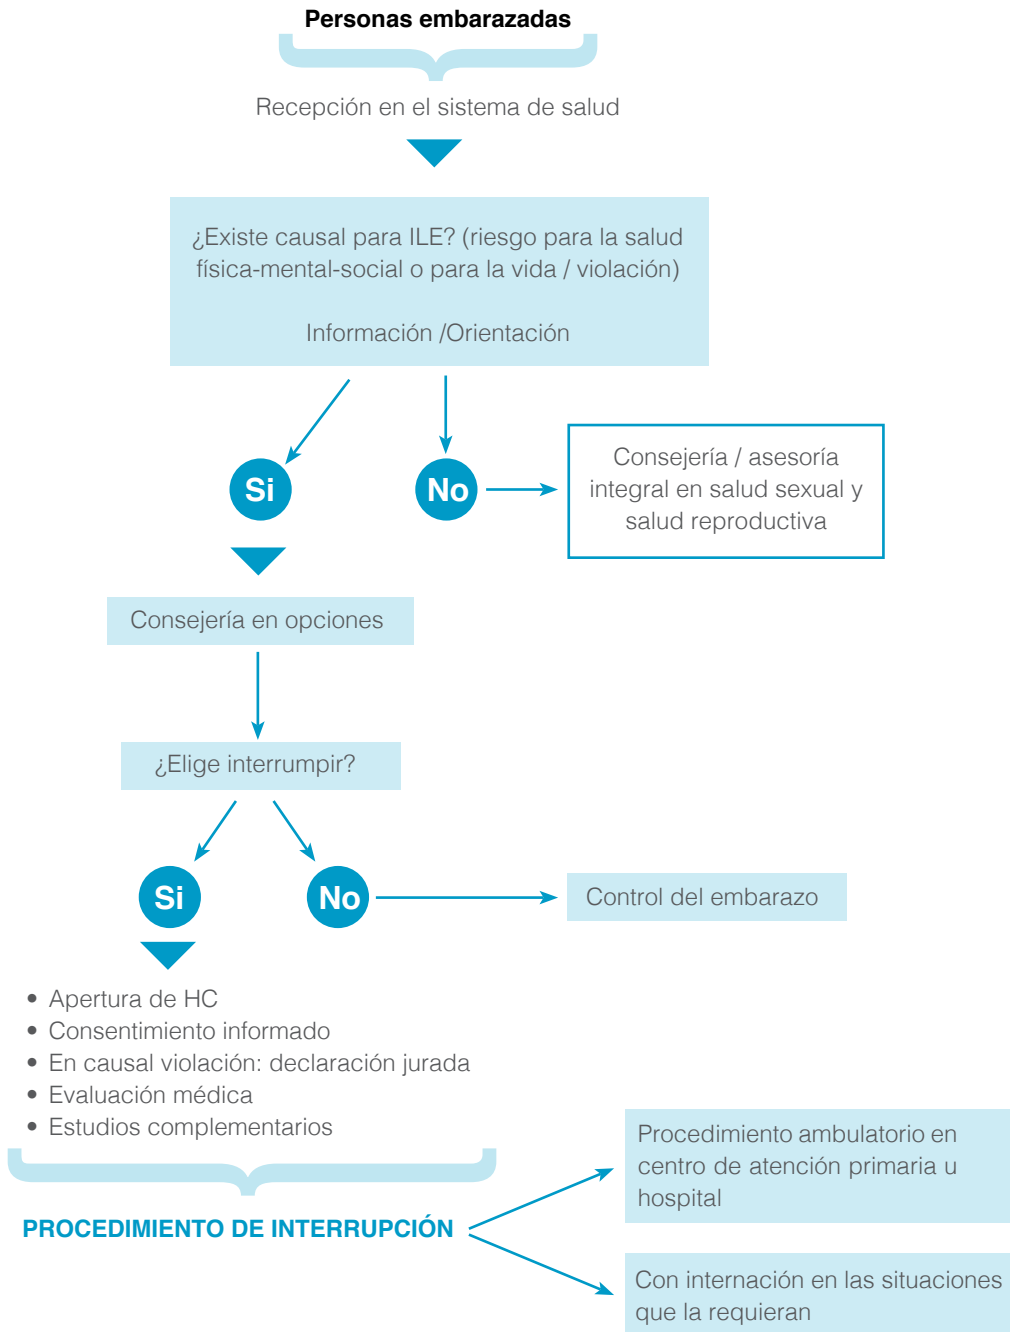 Personas embarazadas
Recepción en el sistema de salud
¿Existe causal para ILE? (riesgo para la salud
física-mental-social o para la vida / violación)
Información /Orientación
Si
No
Consejería / asesoría
integral en salud sexual y
salud reproductiva
Consejería en opciones
¿Elige interrumpir?
Si
No
Control del embarazo
• Apertura de HC
• Consentimiento informado
• En causal violación: declaración jurada
• Evaluación médica
• Estudios complementarios
PROCEDIMIENTO DE INTERRUPCIÓN
Procedimiento ambulatorio en
centro de atención primaria u
hospital
Con internación en las situaciones
que la requieran